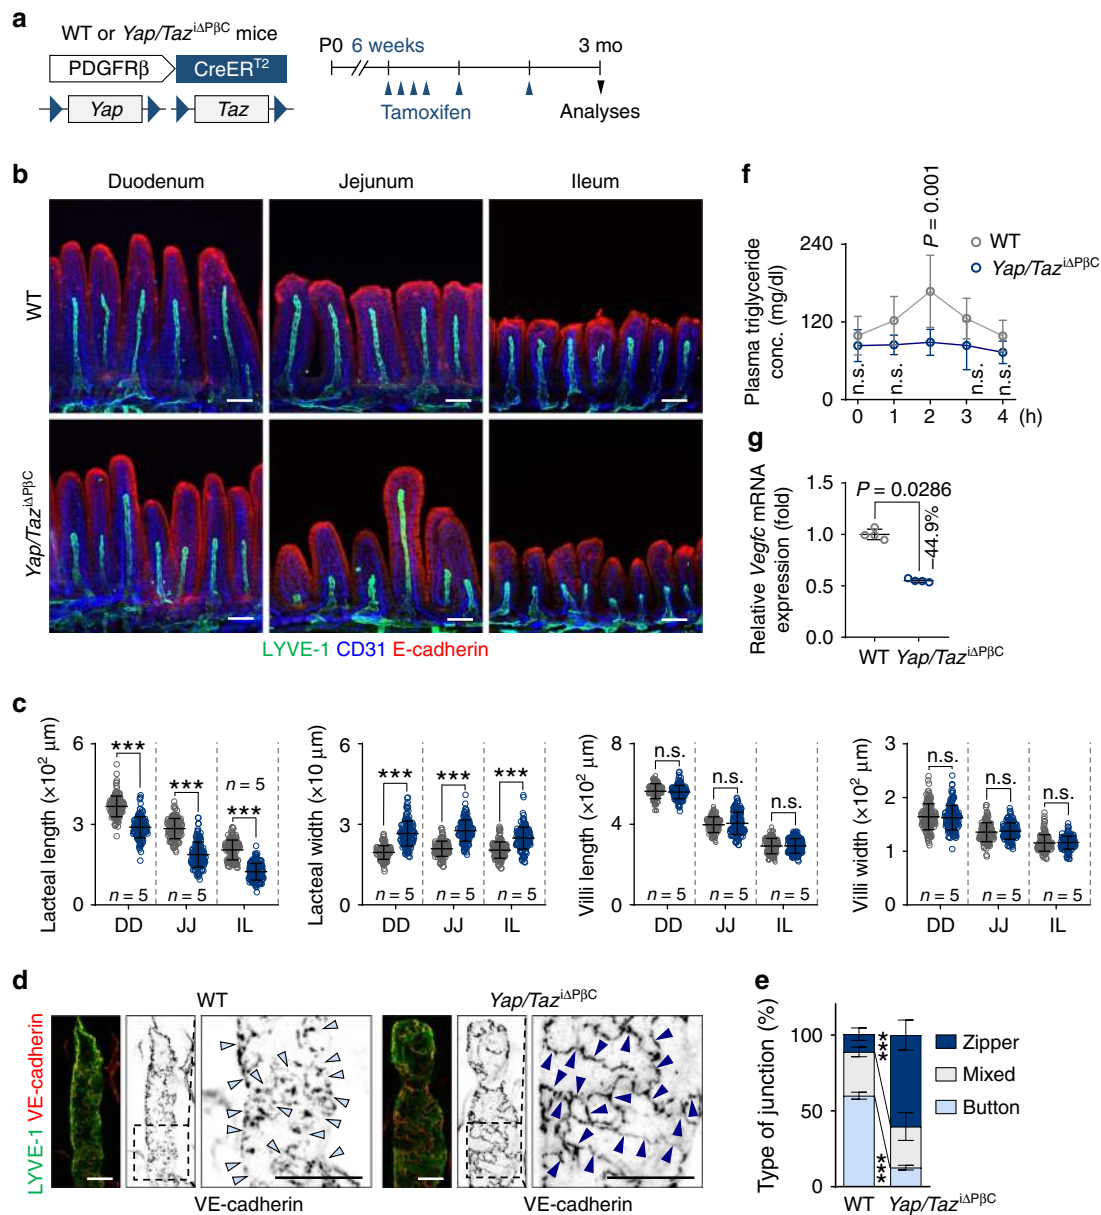 a
WT or Yap/Taz iΔPβC mice
PDGFRβ CreER T2
Yap Taz
P0 6 weeks 3 mo
Tamoxifen Analyses
b
Duodenum Jejunum Ileum
WT
Yap/Taz iΔPβC
LYVE-1 CD31 E-cadherin
f
Plasma triglyceride
conc. (mg/dl)
240
120
0
P = 0.001
WT
Yap/Taz iΔPβC
n.s. n.s. n.s. n.s.
0 1 2 3 4 (h)
g
Relative Vegfc mRNA
expression (fold)
1.5
1.0
0.5
0.0
P = 0.0286
–44.9%
WT Yap/Taz iΔPβC
c
Lacteal length (×10² μm)
6
3
0
*** *** ***
n = 5
n = 5 n = 5
DD JJ IL
Lacteal width (×10 μm)
6
3
0
*** *** ***
n = 5 n = 5 n = 5
DD JJ IL
Villi length (×10² μm)
8
4
0
n.s. n.s. n.s.
n = 5 n = 5 n = 5
DD JJ IL
Villi width (×10² μm)
3
2
1
0
n.s. n.s. n.s.
n = 5 n = 5 n = 5
DD JJ IL
d
WT Yap/Taz iΔPβC
LYVE-1 VE-cadherin
VE-cadherin VE-cadherin
e
Type of junction (%)
100
50
0
***
***
Zipper
Mixed
Button
WT Yap/Taz iΔPβC